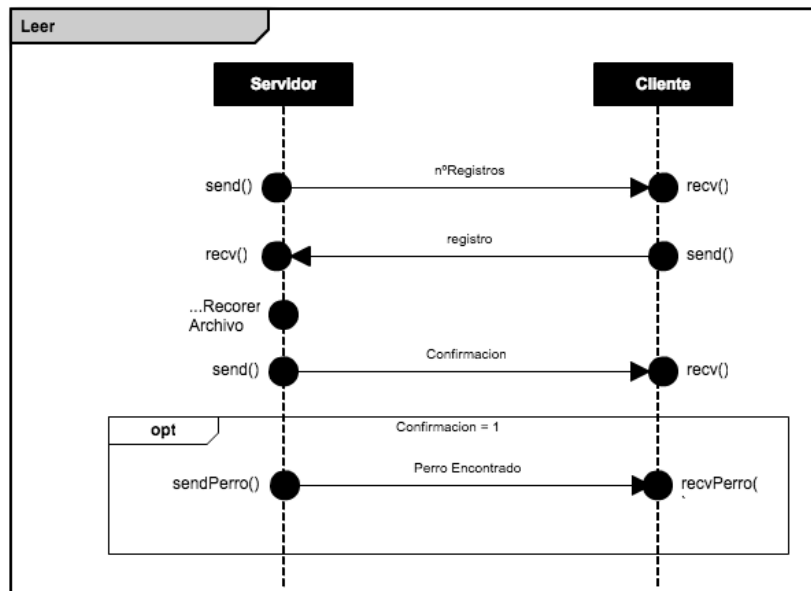 Leer
Servidor
Cliente
nºRegistros
send()
recv()
registro
recv()
send()
...Recorer
Archivo
Confirmacion
send()
recv()
opt
Confirmacion = 1
Perro Encontrado
sendPerro()
recvPerro(
`